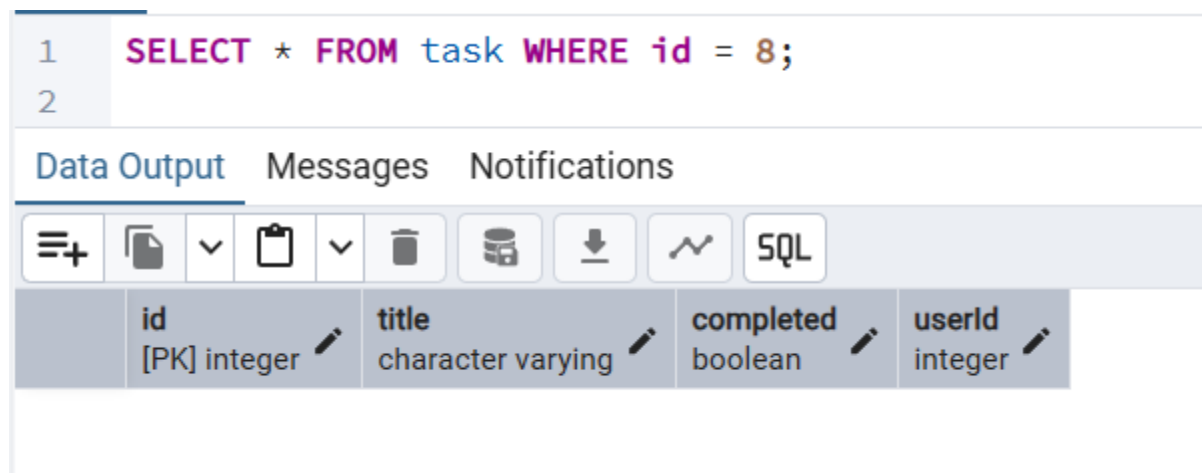 1 SELECT * FROM task WHERE id = 8;
2
Data Output Messages Notifications
SQL
id title completed userId
[PK] integer character varying boolean integer